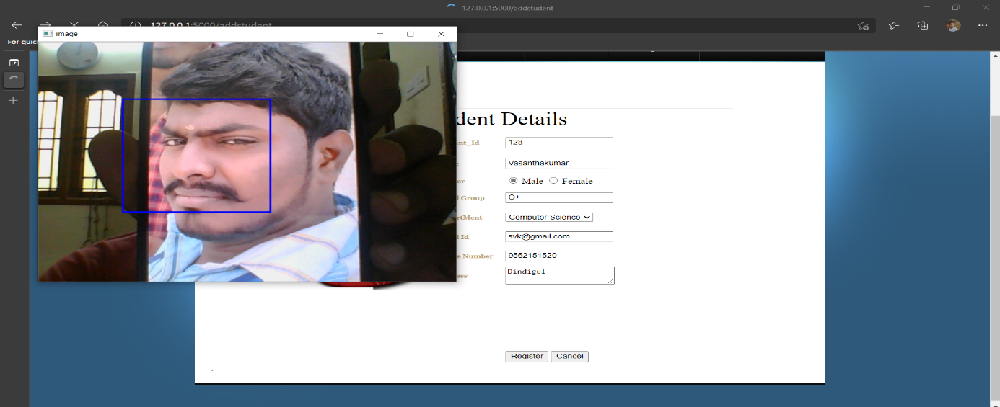 127.0.0.1:5000/addstudent
127.0.0.1:5000/addstudent
For quic
image
dent Details
ent_Id 128
Vasanthakumar
er Male Female
Group O+
rtMent Computer Science
Id svk@gmail.com
e Number 9562151520
ess Dindigul
Register Cancel